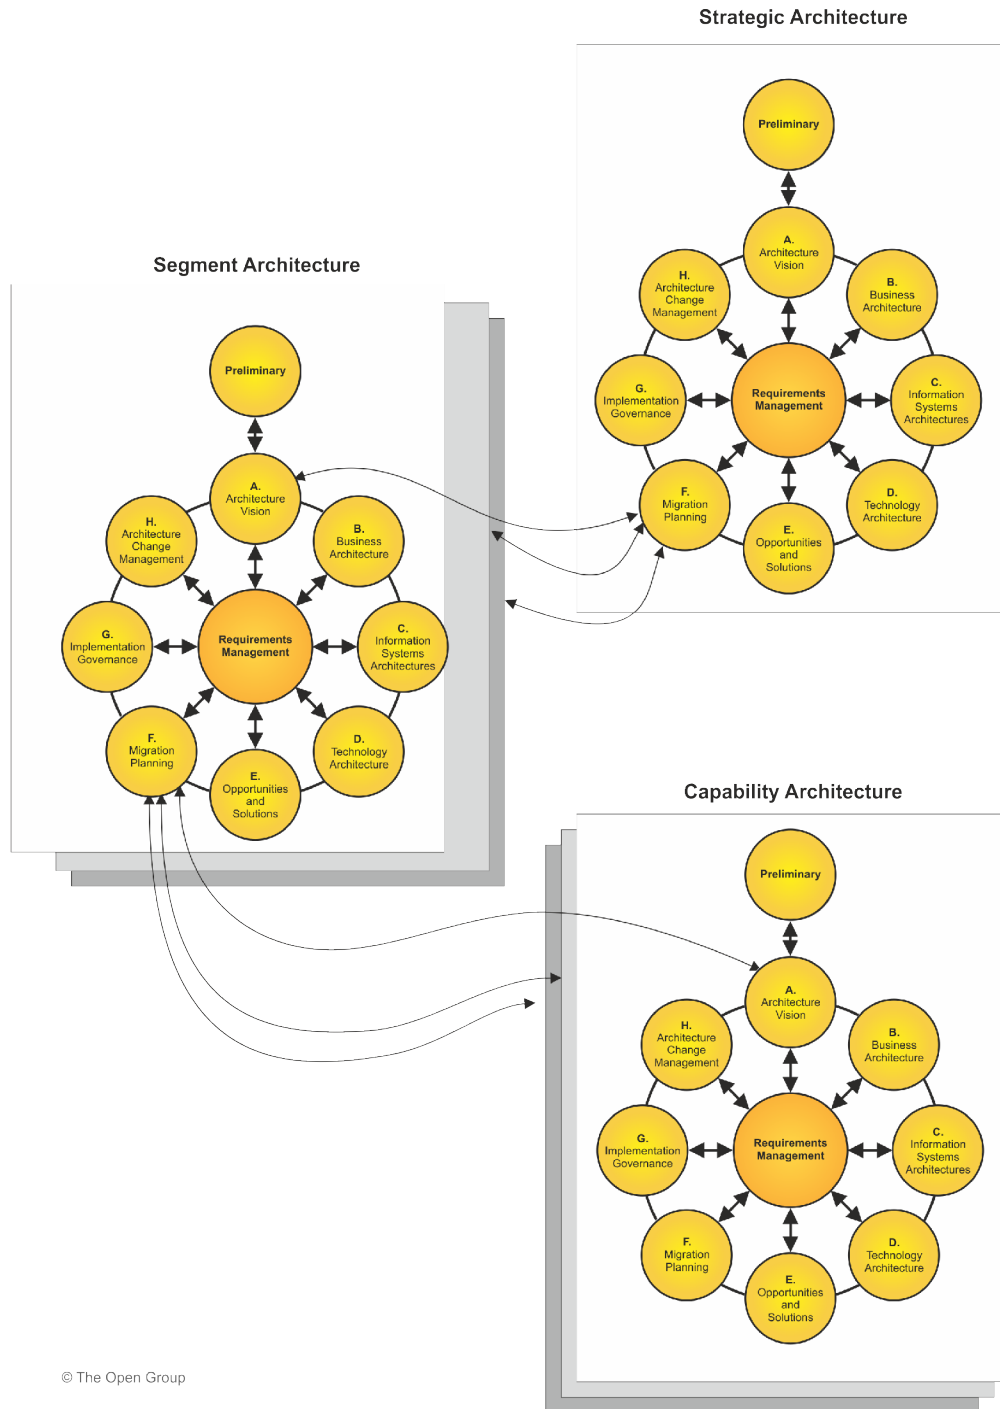 Strategic Architecture
Preliminary
A.
Architecture
Vision
H.
Architecture
Change
Management
B.
Business
Architecture
G.
Implementation
Governance
Requirements
Management
C.
Information
Systems
Architectures
F.
Migration
Planning
D.
Technology
Architecture
E.
Opportunities
and
Solutions
Segment Architecture
Preliminary
A.
Architecture
Vision
H.
Architecture
Change
Management
B.
Business
Architecture
G.
Implementation
Governance
Requirements
Management
C.
Information
Systems
Architectures
F.
Migration
Planning
D.
Technology
Architecture
E.
Opportunities
and
Solutions
Capability Architecture
Preliminary
A.
Architecture
Vision
H.
Architecture
Change
Management
B.
Business
Architecture
G.
Implementation
Governance
Requirements
Management
C.
Information
Systems
Architectures
F.
Migration
Planning
D.
Technology
Architecture
E.
Opportunities
and
Solutions
© The Open Group